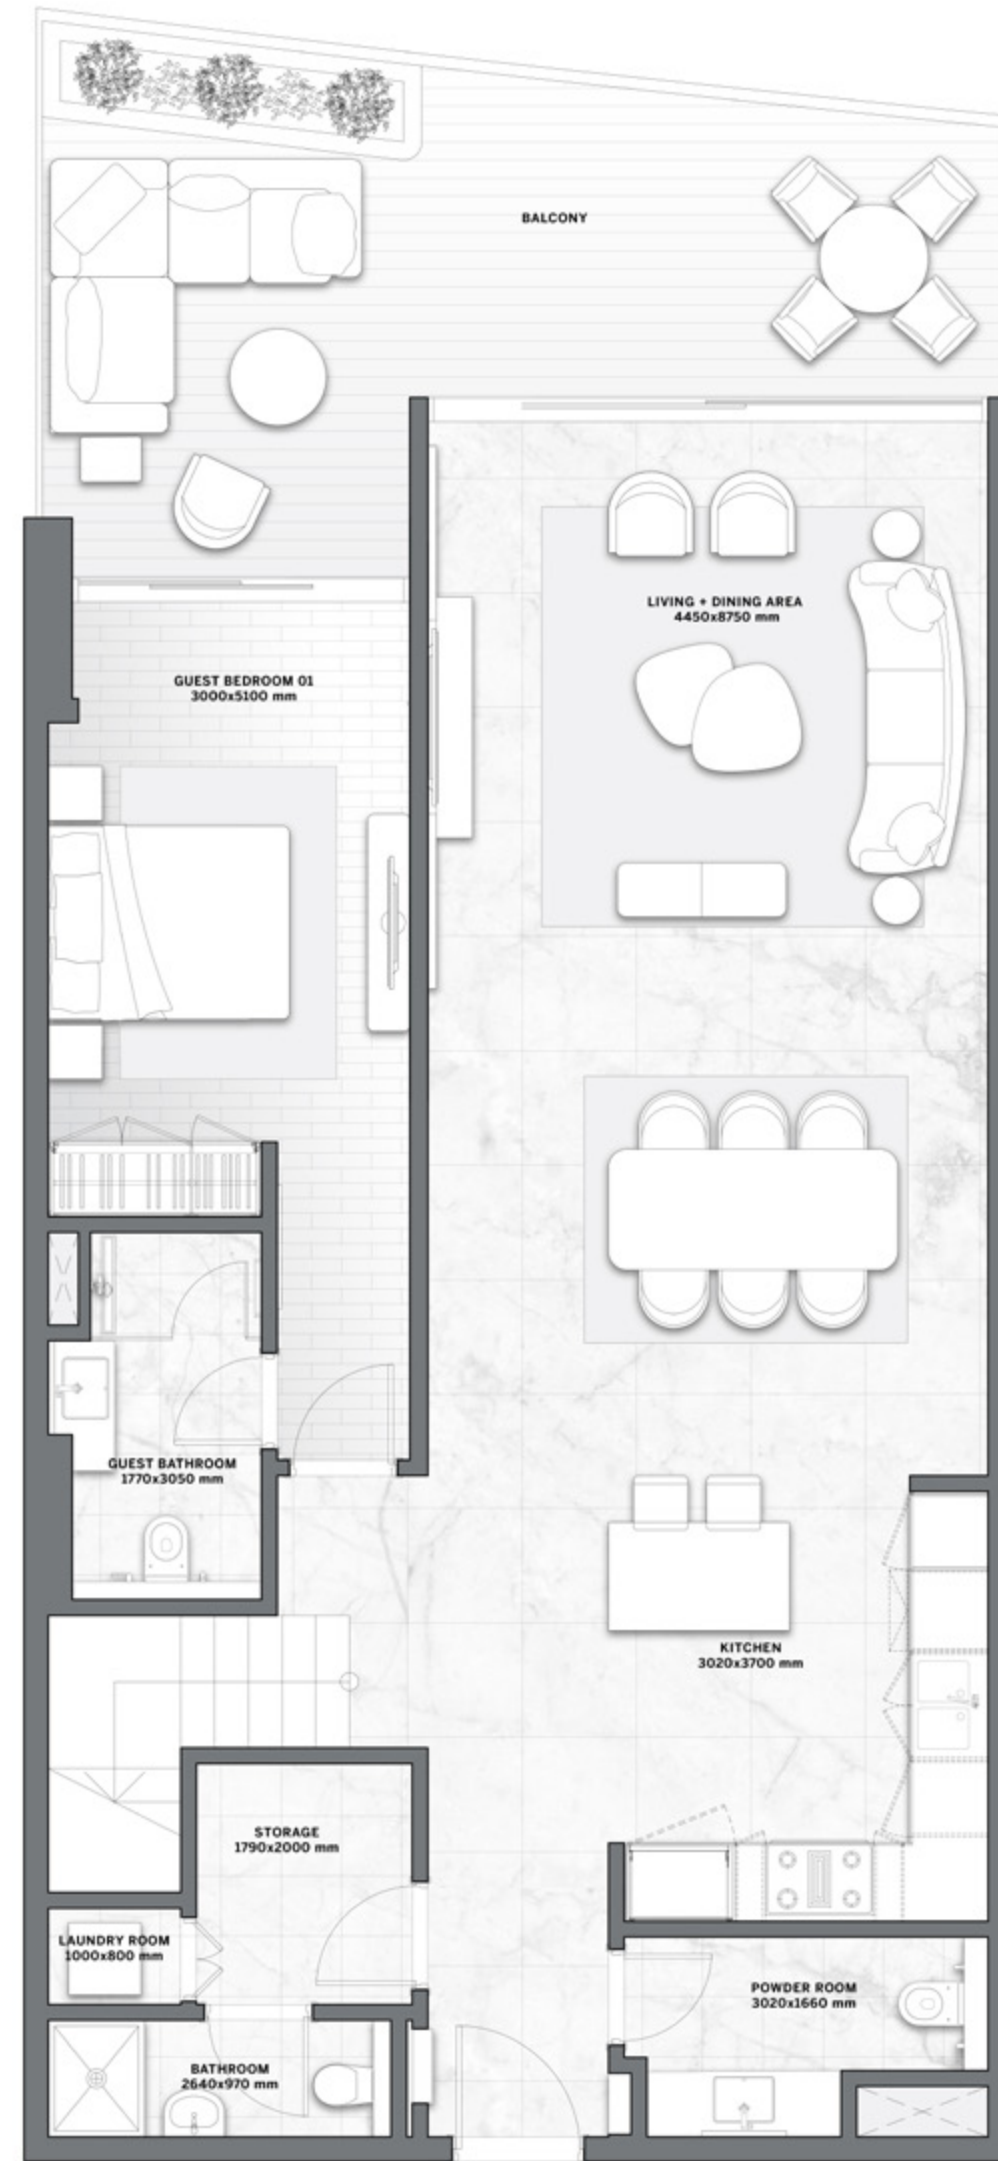 BALCONY
LIVING + DINING AREA
4450x8750 mm
GUEST BEDROOM 01
3000x5100 mm
GUEST BATHROOM
1770x3050 mm
KITCHEN
3020x3700 mm
STORAGE
1790x2000 mm
LAUNDRY ROOM
1000x800 mm
POWDER ROOM
3020x1660 mm
BATHROOM
2640x970 mm